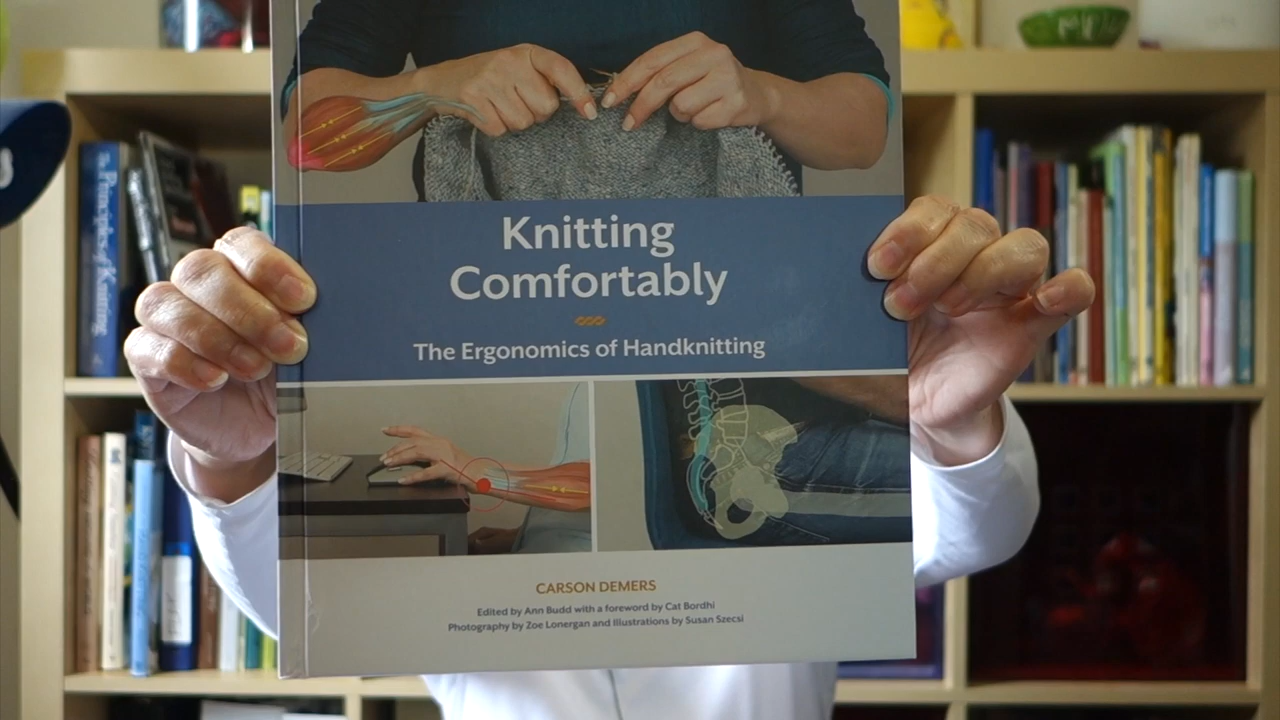 Knitting
Comfortably
The Ergonomics of Handknitting
CARSON DEMERS
Edited by Ann Budd with a foreword by Cat Bordhi
Photography by Zoe Lonergan and Illustrations by Susan Szecsi
The Principles of Knitting